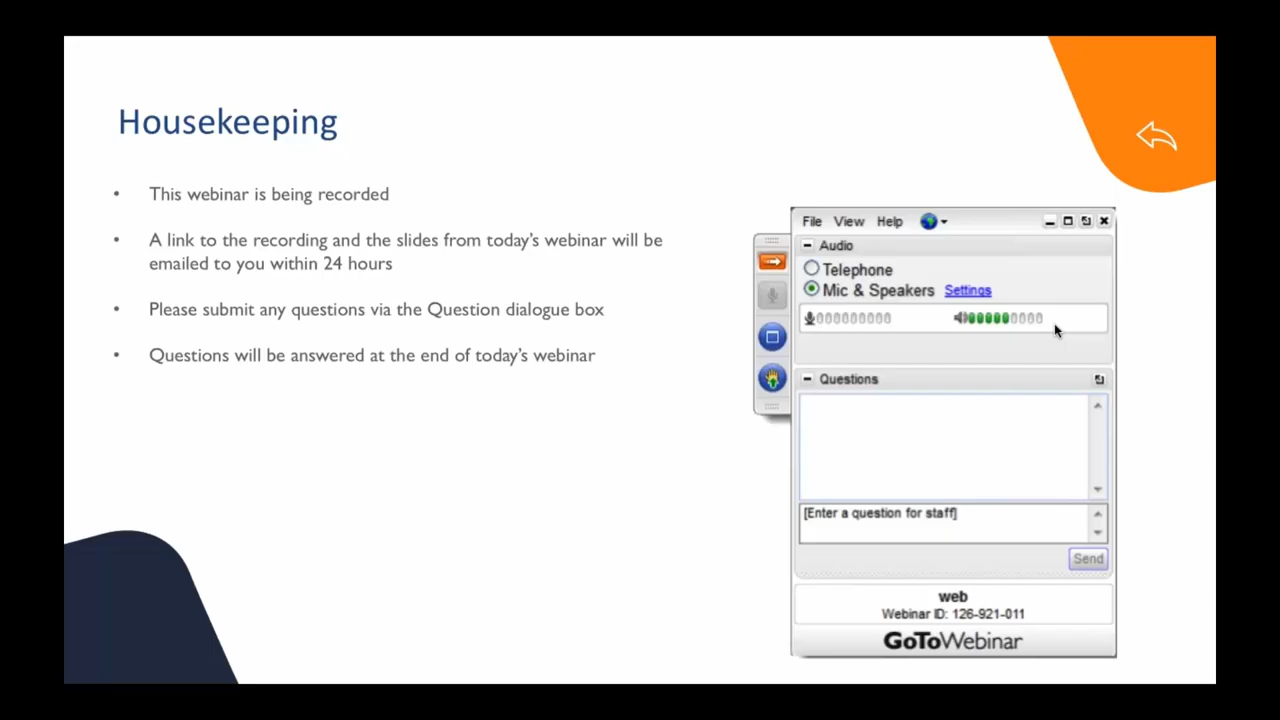 Housekeeping
• This webinar is being recorded
• A link to the recording and the slides from today’s webinar will be
emailed to you within 24 hours
• Please submit any questions via the Question dialogue box
• Questions will be answered at the end of today’s webinar
File View Help
Audio
Telephone
Mic & Speakers Settings
Questions
[Enter a question for staff]
Send
web
Webinar ID: 126-921-011
GoToWebinar